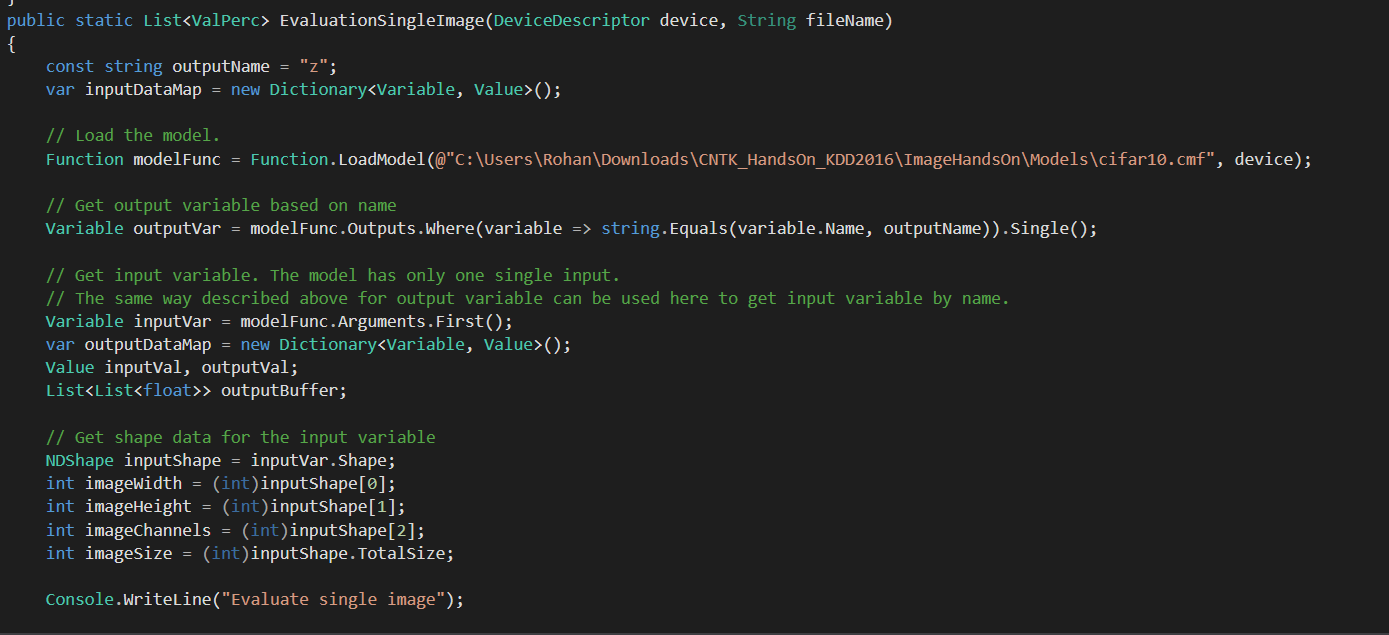 }
public static List<ValPerc> EvaluationSingleImage(DeviceDescriptor device, String fileName)
{
const string outputName = "z";
var inputDataMap = new Dictionary<Variable, Value>();
// Load the model.
Function modelFunc = Function.LoadModel(@"C:\Users\Rohan\Downloads\CNTK_HandsOn_KDD2016\ImageHandsOn\Models\cifar10.cmf", device);
// Get output variable based on name
Variable outputVar = modelFunc.Outputs.Where(variable => string.Equals(variable.Name, outputName)).Single();
// Get input variable. The model has only one single input.
// The same way described above for output variable can be used here to get input variable by name.
Variable inputVar = modelFunc.Arguments.First();
var outputDataMap = new Dictionary<Variable, Value>();
Value inputVal, outputVal;
List<List<float>> outputBuffer;
// Get shape data for the input variable
NDShape inputShape = inputVar.Shape;
int imageWidth = (int)inputShape[0];
int imageHeight = (int)inputShape[1];
int imageChannels = (int)inputShape[2];
int imageSize = (int)inputShape.TotalSize;
Console.WriteLine("Evaluate single image");